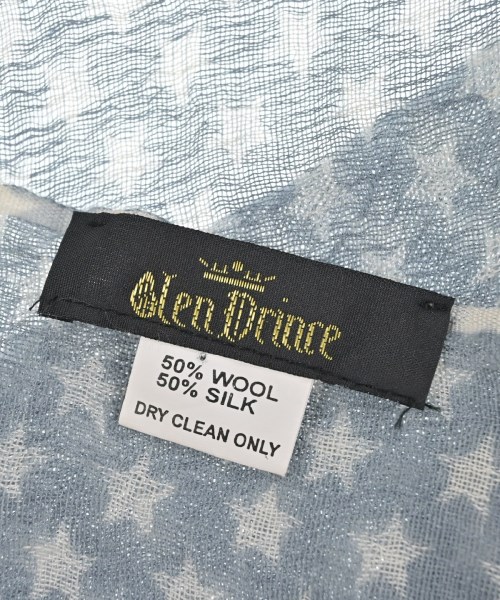 Glen Prince
50% WOOL
50% SILK
DRY CLEAN ONLY